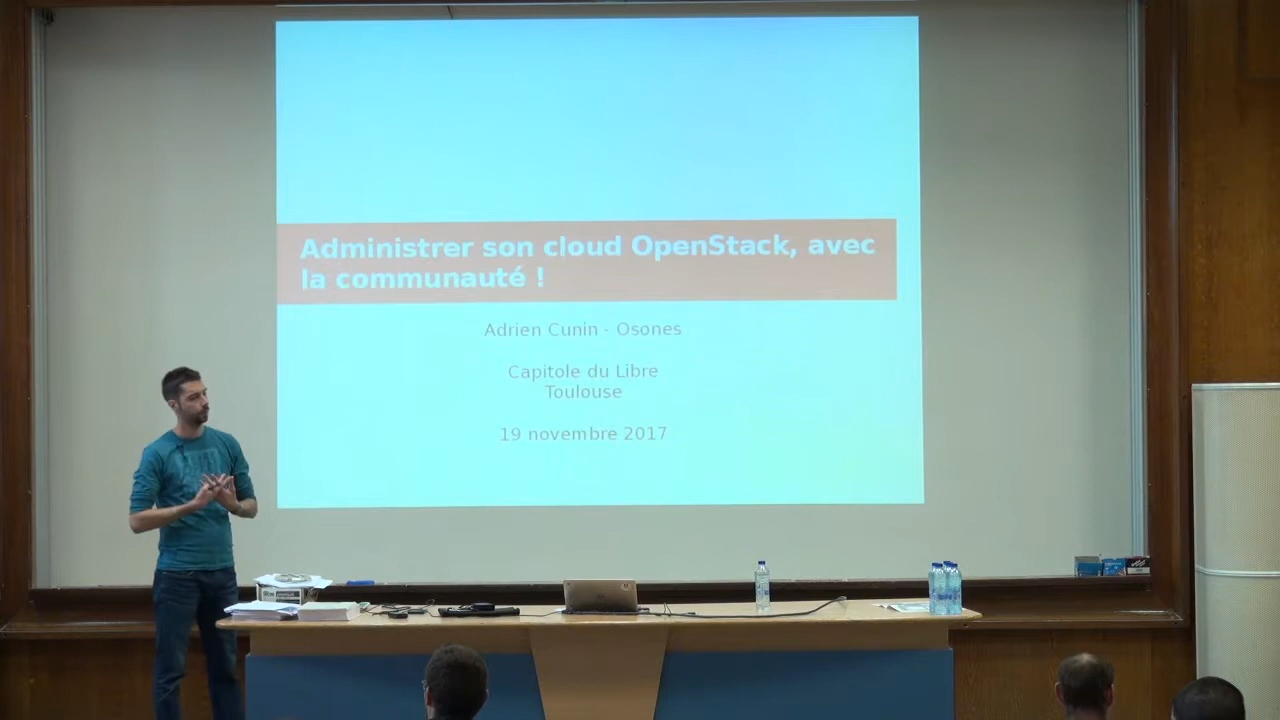 Administrer son cloud OpenStack, avec
la communauté !
Adrien Cunin - Osones
Capitole du Libre
Toulouse
19 novembre 2017